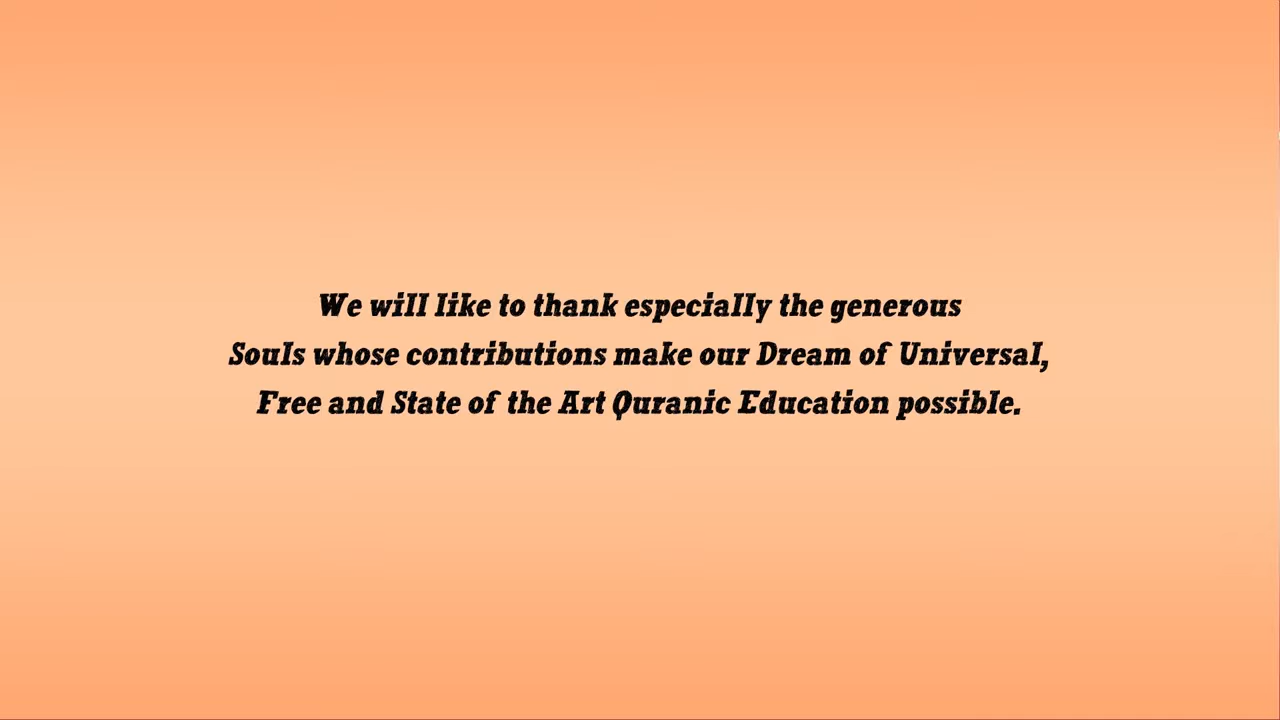 We will like to thank especially the generous
Souls whose contributions make our Dream of Universal,
Free and State of the Art Quranic Education possible.